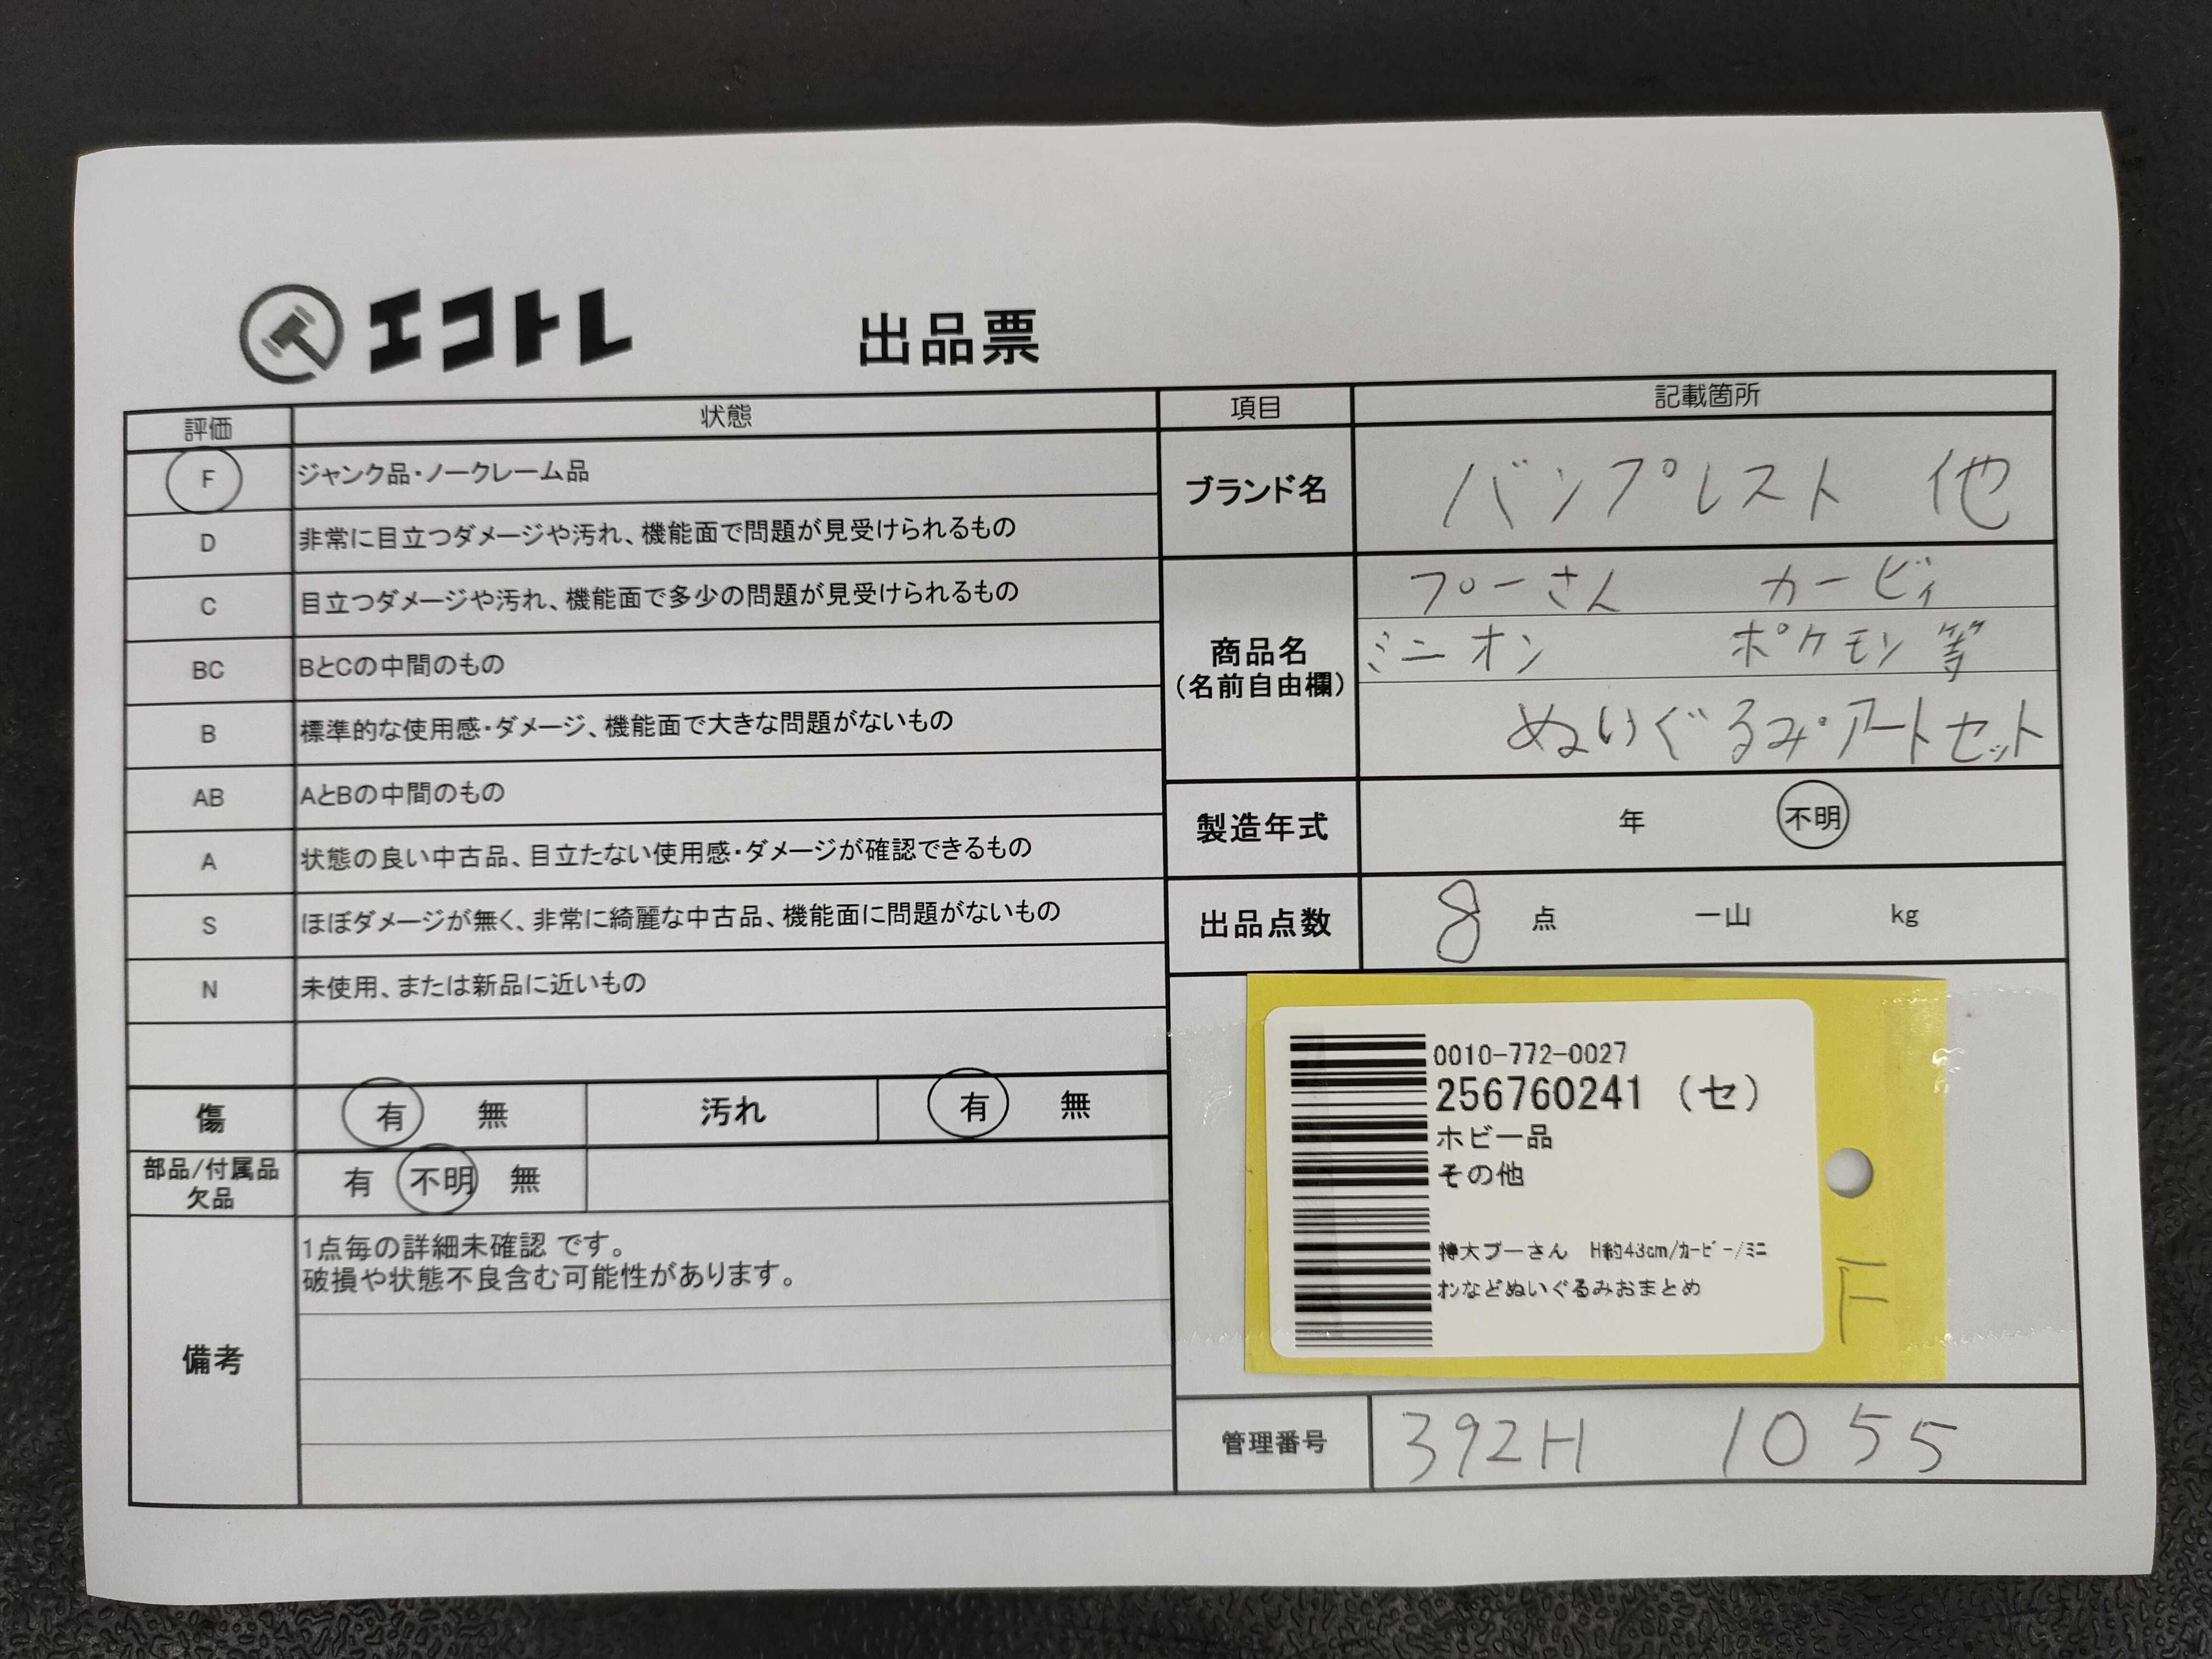 エコトレ 出品票
評価 状態 項目 記載箇所
F ジャンク品・ノークレーム品
D 非常に目立つダメージや汚れ、機能面で問題が見受けられるもの
C 目立つダメージや汚れ、機能面で多少の問題が見受けられるもの
BC BとCの中間のもの
B 標準的な使用感・ダメージ、機能面で大きな問題がないもの
AB AとBの中間のもの
A 状態の良い中古品、目立たない使用感・ダメージが確認できるもの
S ほぼダメージが無く、非常に綺麗な中古品、機能面に問題がないもの
N 未使用、または新品に近いもの
傷 有 無 汚れ 有 無
部品/付属品
欠品 有 不明 無
備考
1点毎の詳細未確認 です。
破損や状態不良含む可能性があります。
ブランド名 バンプレスト 他
商品名
(名前自由欄)
プーさん カービィ
ミニオン ポケモン等
ぬいぐるみ・アートセット
製造年式 年 不明
出品点数 8 点 一山 kg
0010-772-0027
256760241 (セ)
ホビー品
その他
特大プーさん H約43cm/ｶｰﾋﾞｰ/ﾐﾆ
ｵﾝなどぬいぐるみおまとめ
F
管理番号 392H 1055